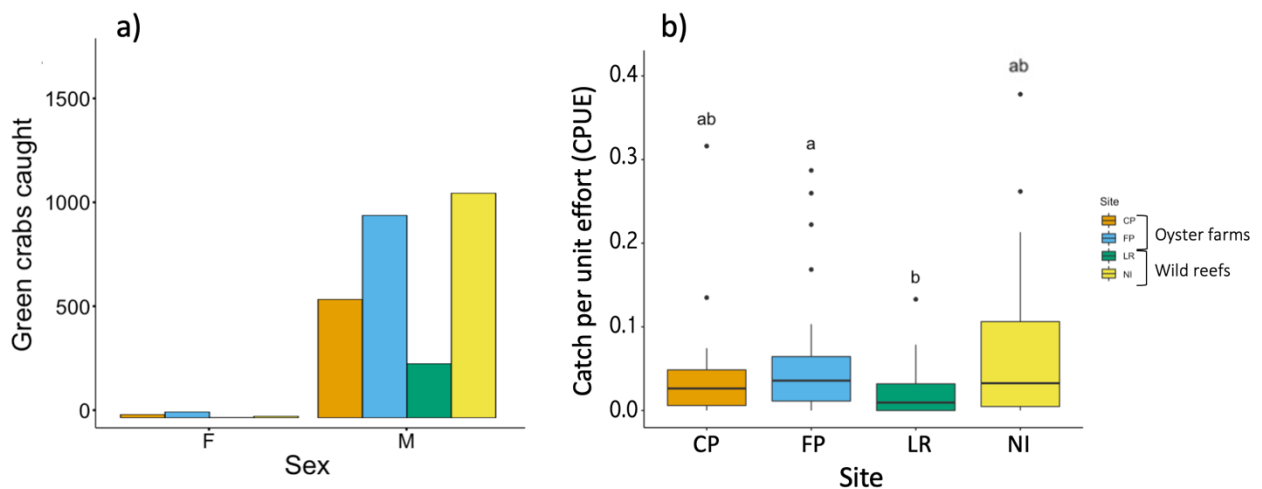 a)
Green crabs caught
1500
1000
500
0
F
M
Sex
b)
Catch per unit effort (CPUE)
0.4
0.3
0.2
0.1
0.0
ab
a
b
ab
CP
FP
LR
NI
Site
Site
CP
FP
LR
NI
Oyster farms
Wild reefs